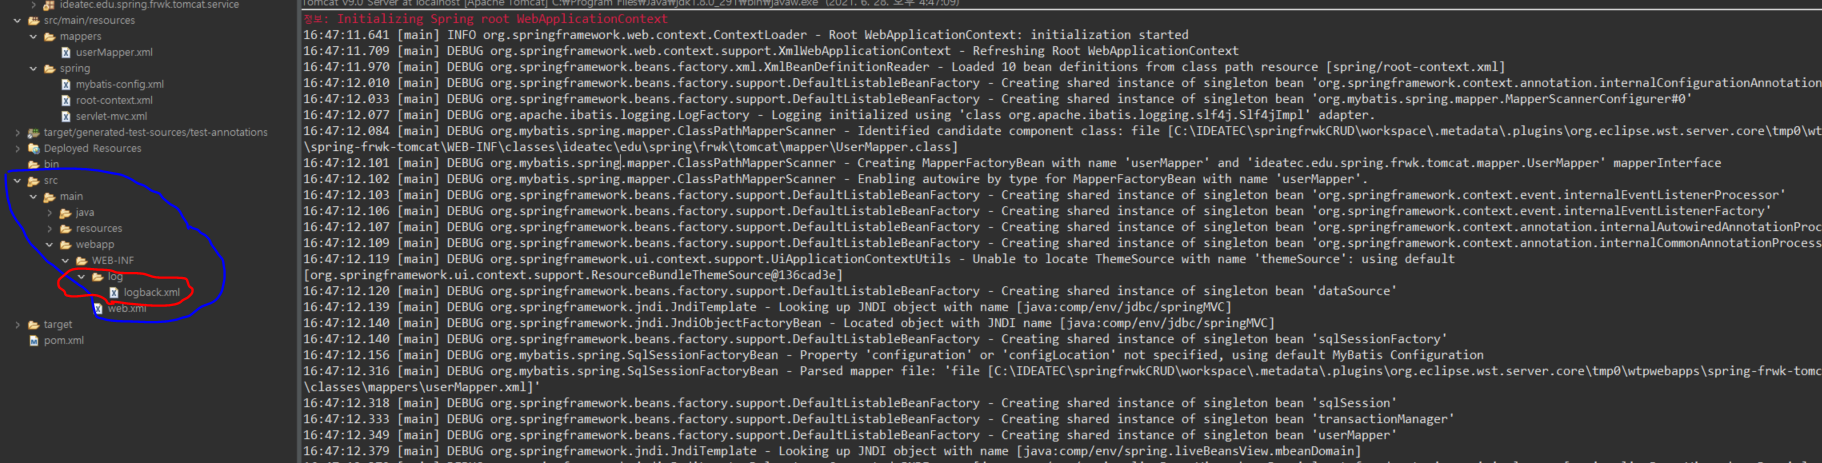 ideatec.edu.spring.frwk.tomcat.service
src/main/resources
mappers
userMapper.xml
spring
mybatis-config.xml
root-context.xml
servlet-mvc.xml
target/generated-test-sources/test-annotations
Deployed Resources
bin
src
main
java
resources
webapp
WEB-INF
log
logback.xml
web.xml
target
pom.xml
Tomcat v9.0 Server at localhost [Apache Tomcat] C:₩Program Files₩Java₩jdk1.8.0_291₩bin₩javaw.exe (2021. 6. 28. 오후 4:47:09)
정보: Initializing Spring root WebApplicationContext
16:47:11.641 [main] INFO org.springframework.web.context.ContextLoader - Root WebApplicationContext: initialization started
16:47:11.709 [main] DEBUG org.springframework.web.context.support.XmlWebApplicationContext - Refreshing Root WebApplicationContext
16:47:11.970 [main] DEBUG org.springframework.beans.factory.xml.XmlBeanDefinitionReader - Loaded 10 bean definitions from class path resource [spring/root-context.xml]
16:47:12.010 [main] DEBUG org.springframework.beans.factory.support.DefaultListableBeanFactory - Creating shared instance of singleton bean 'org.springframework.context.annotation.internalConfigurationAnnotation
16:47:12.033 [main] DEBUG org.springframework.beans.factory.support.DefaultListableBeanFactory - Creating shared instance of singleton bean 'org.mybatis.spring.mapper.MapperScannerConfigurer#0'
16:47:12.077 [main] DEBUG org.apache.ibatis.logging.LogFactory - Logging initialized using 'class org.apache.ibatis.logging.slf4j.Slf4jImpl' adapter.
16:47:12.084 [main] DEBUG org.mybatis.spring.mapper.ClassPathMapperScanner - Identified candidate component class: file [C:\IDEATEC\springfrwkCRUD\workspace\.metadata\.plugins\org.eclipse.wst.server.core\tmp0\wt
\spring-frwk-tomcat\WEB-INF\classes\ideatec\edu\spring\frwk\tomcat\mapper\UserMapper.class]
16:47:12.101 [main] DEBUG org.mybatis.spring.mapper.ClassPathMapperScanner - Creating MapperFactoryBean with name 'userMapper' and 'ideatec.edu.spring.frwk.tomcat.mapper.UserMapper' mapperInterface
16:47:12.102 [main] DEBUG org.mybatis.spring.mapper.ClassPathMapperScanner - Enabling autowire by type for MapperFactoryBean with name 'userMapper'.
16:47:12.103 [main] DEBUG org.springframework.beans.factory.support.DefaultListableBeanFactory - Creating shared instance of singleton bean 'org.springframework.context.event.internalEventListenerProcessor'
16:47:12.106 [main] DEBUG org.springframework.beans.factory.support.DefaultListableBeanFactory - Creating shared instance of singleton bean 'org.springframework.context.event.internalEventListenerFactory'
16:47:12.107 [main] DEBUG org.springframework.beans.factory.support.DefaultListableBeanFactory - Creating shared instance of singleton bean 'org.springframework.context.annotation.internalAutowiredAnnotationProc
16:47:12.109 [main] DEBUG org.springframework.beans.factory.support.DefaultListableBeanFactory - Creating shared instance of singleton bean 'org.springframework.context.annotation.internalCommonAnnotationProcess
16:47:12.119 [main] DEBUG org.springframework.ui.context.support.UiApplicationContextUtils - Unable to locate ThemeSource with name 'themeSource': using default
[org.springframework.ui.context.support.ResourceBundleThemeSource@136cad3e]
16:47:12.120 [main] DEBUG org.springframework.beans.factory.support.DefaultListableBeanFactory - Creating shared instance of singleton bean 'dataSource'
16:47:12.139 [main] DEBUG org.springframework.jndi.JndiTemplate - Looking up JNDI object with name [java:comp/env/jdbc/springMVC]
16:47:12.140 [main] DEBUG org.springframework.jndi.JndiObjectFactoryBean - Located object with JNDI name [java:comp/env/jdbc/springMVC]
16:47:12.140 [main] DEBUG org.springframework.beans.factory.support.DefaultListableBeanFactory - Creating shared instance of singleton bean 'sqlSessionFactory'
16:47:12.156 [main] DEBUG org.mybatis.spring.SqlSessionFactoryBean - Property 'configuration' or 'configLocation' not specified, using default MyBatis Configuration
16:47:12.316 [main] DEBUG org.mybatis.spring.SqlSessionFactoryBean - Parsed mapper file: 'file [C:\IDEATEC\springfrwkCRUD\workspace\.metadata\.plugins\org.eclipse.wst.server.core\tmp0\wtpwebapps\spring-frwk-tomc
\classes\mappers\userMapper.xml]'
16:47:12.318 [main] DEBUG org.springframework.beans.factory.support.DefaultListableBeanFactory - Creating shared instance of singleton bean 'sqlSession'
16:47:12.333 [main] DEBUG org.springframework.beans.factory.support.DefaultListableBeanFactory - Creating shared instance of singleton bean 'transactionManager'
16:47:12.349 [main] DEBUG org.springframework.beans.factory.support.DefaultListableBeanFactory - Creating shared instance of singleton bean 'userMapper'
16:47:12.379 [main] DEBUG org.springframework.jndi.JndiTemplate - Looking up JNDI object with name [java:comp/env/spring.liveBeansView.mbeanDomain]